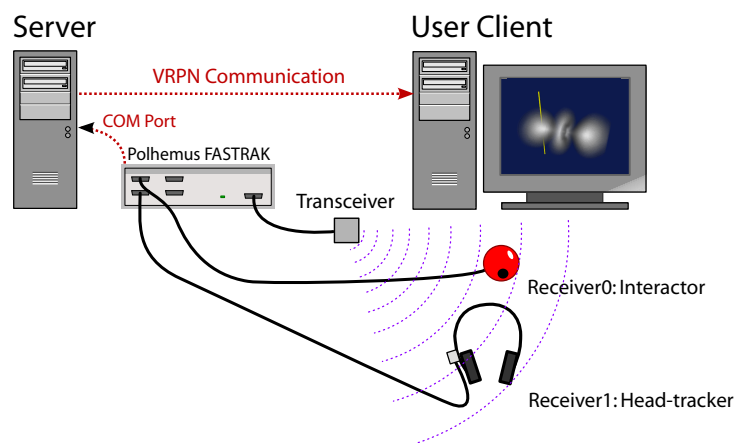 Server
User Client
VRPN Communication
COM Port
Polhemus FASTRAK
Transceiver
Receiver0: Interactor
Receiver1: Head-tracker